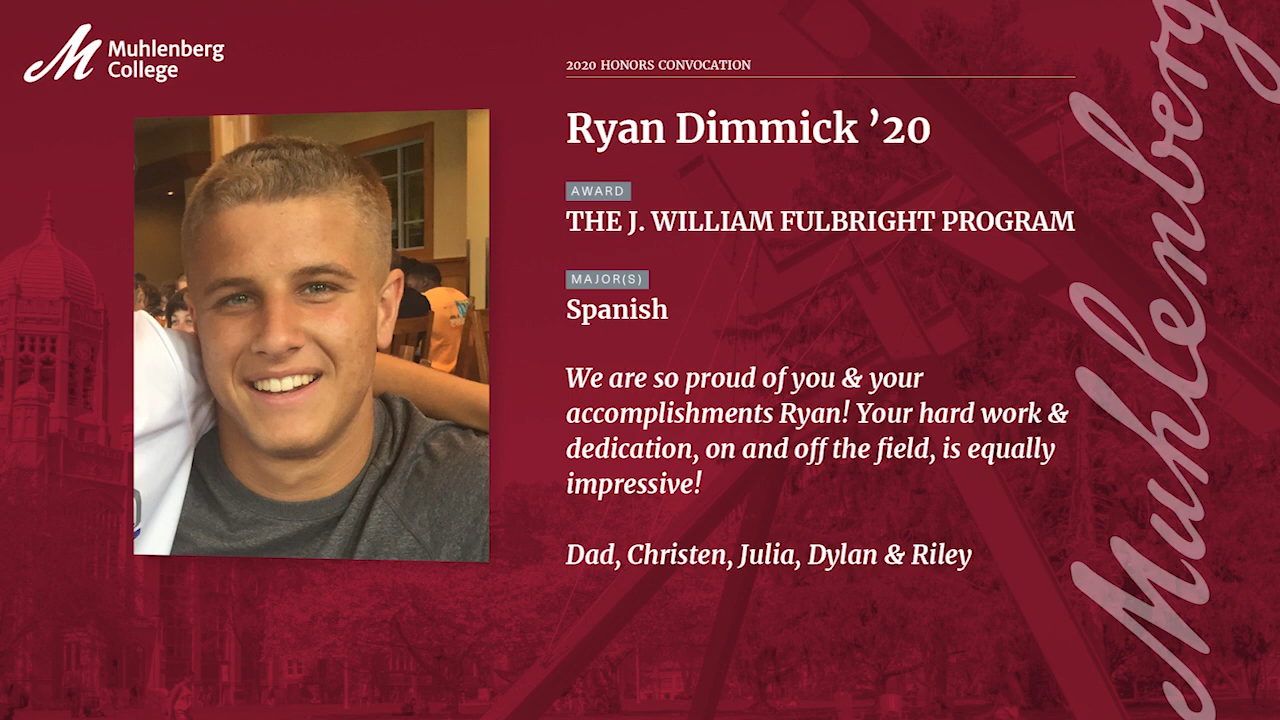 Muhlenberg
College
2020 HONORS CONVOCATION
Ryan Dimmick ’20
AWARD
THE J. WILLIAM FULBRIGHT PROGRAM
MAJOR(S)
Spanish
We are so proud of you & your
accomplishments Ryan! Your hard work &
dedication, on and off the field, is equally
impressive!
Dad, Christen, Julia, Dylan & Riley
Muhlenberg